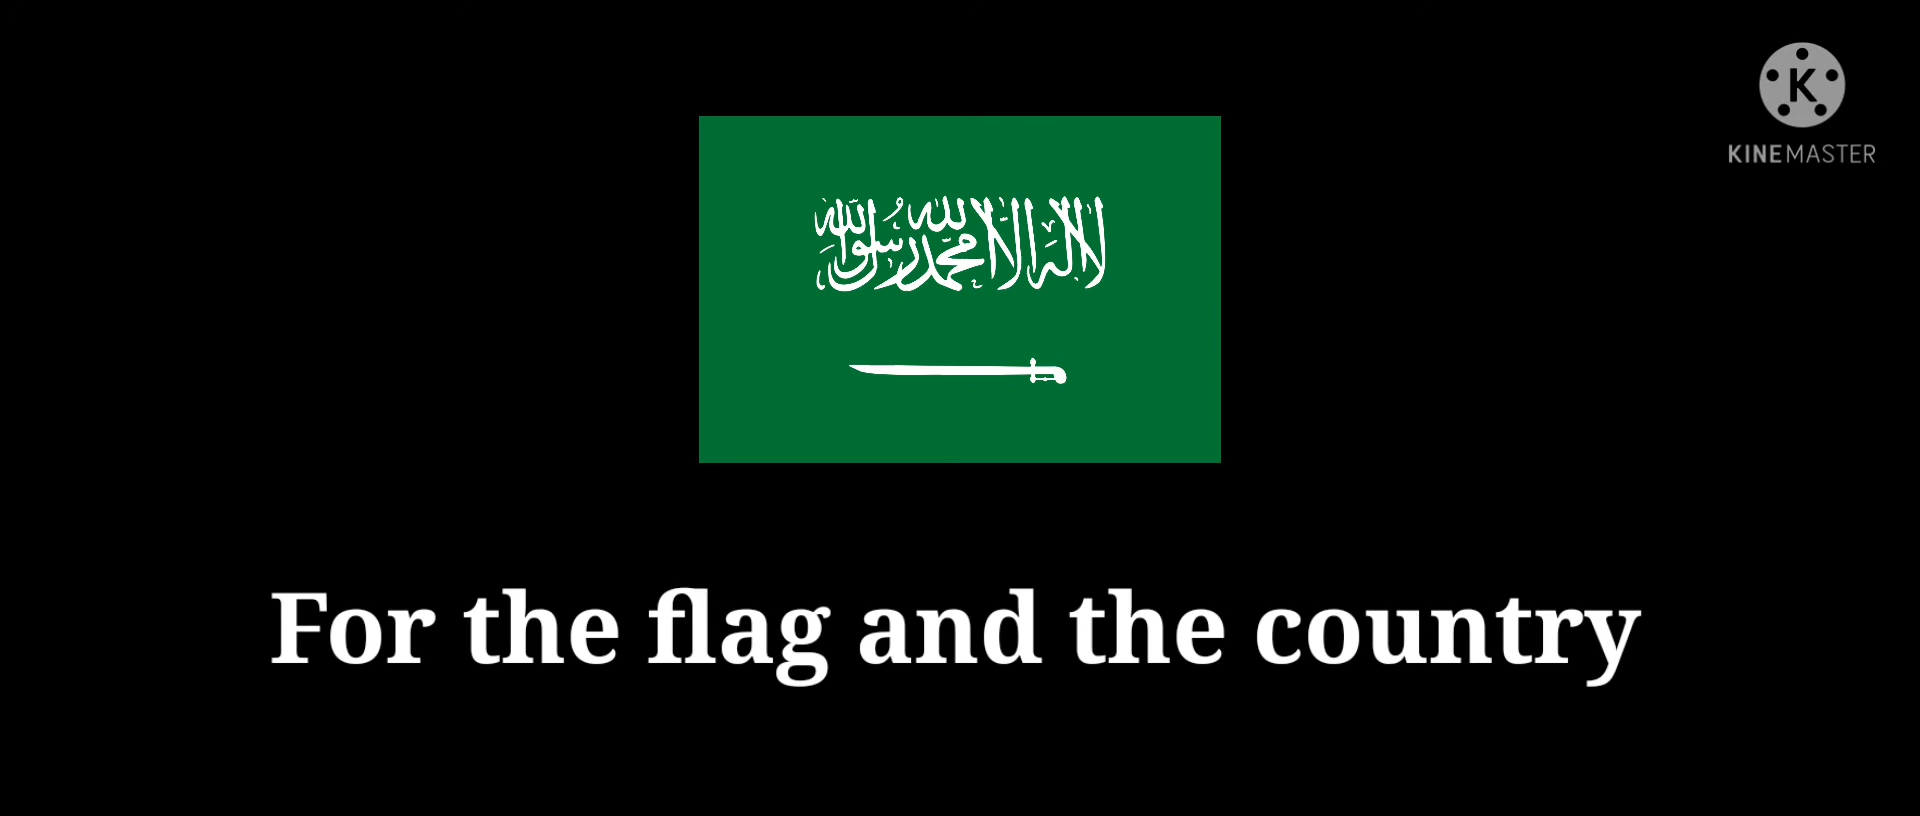 K
KINEMASTER
لا إله إلا الله محمد رسول الله
For the flag and the country